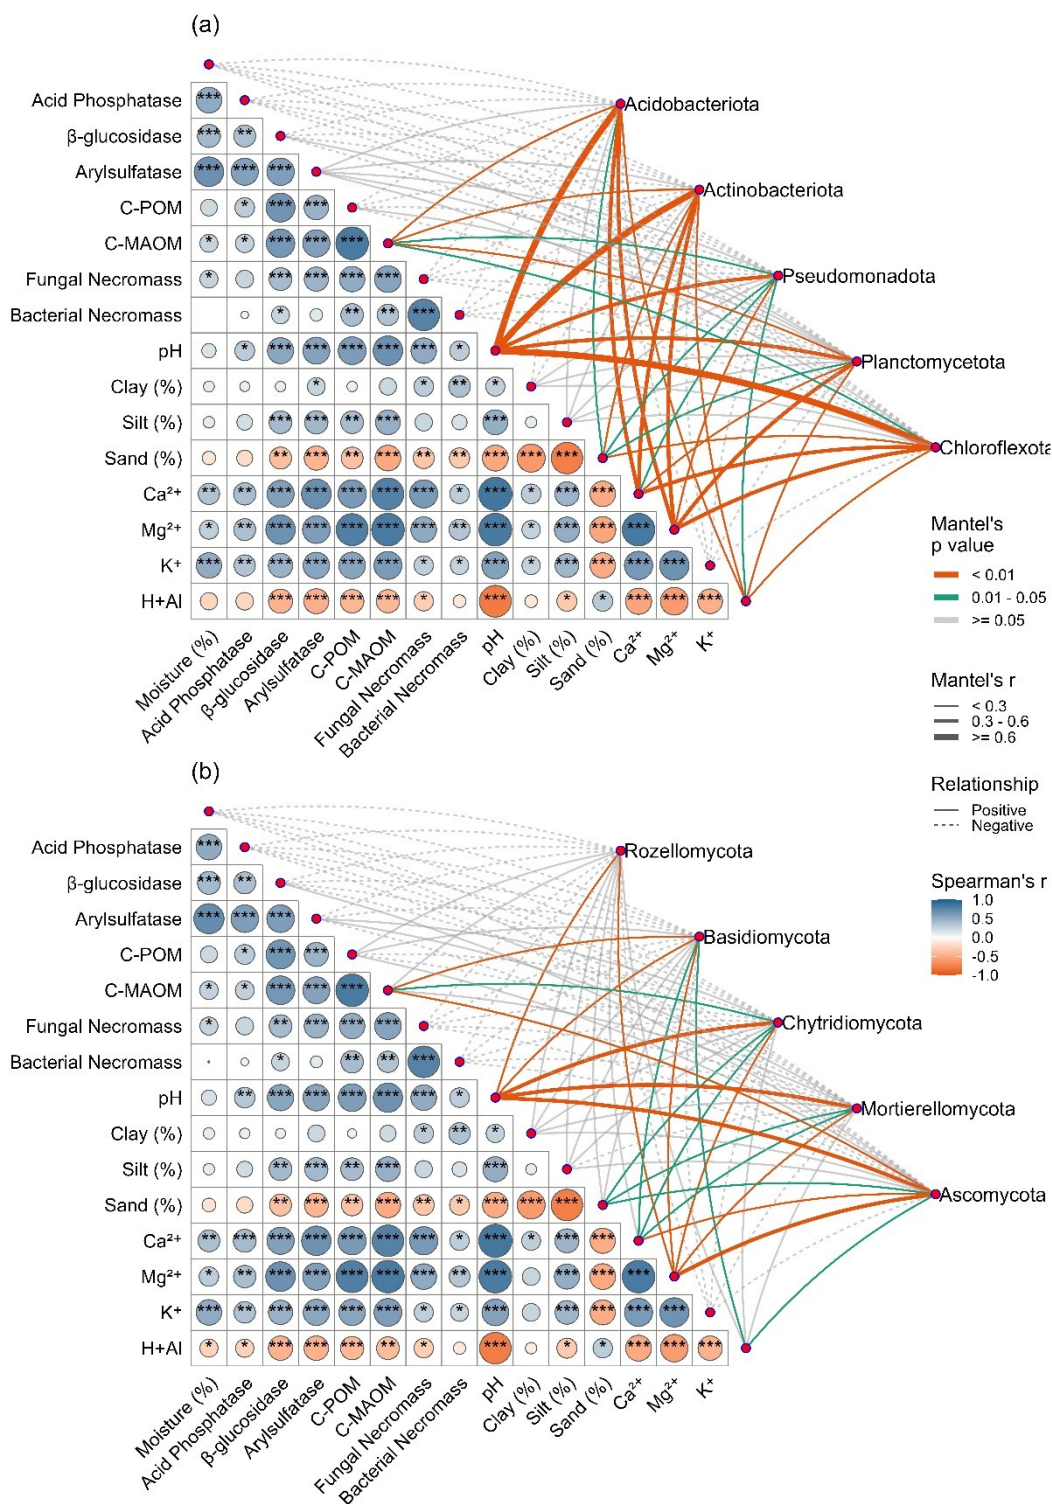 (a)
Acid Phosphatase
***
Acidobacteriota
β-glucosidase
*** **
Arylsulfatase
*** *** ***
Actinobacteriota
C-POM
* *** ***
C-MAOM
* * *** *** ***
Pseudomonadota
Fungal Necromass
* *** *** *** ***
Bacterial Necromass
* ** ** ***
pH
* *** *** *** *** *** *
Planctomycetota
Clay (%)
* * ** *
Silt (%)
*** *** ** *** ***
Sand (%)
** *** ** *** ** ** *** *** ***
Chloroflexota
Ca²⁺
** ** *** *** *** *** *** * *** * *** ***
Mg²⁺
* ** *** *** *** *** *** ** *** * *** *** ***
K⁺
*** ** *** *** *** *** * * *** *** *** *** ***
H+Al
*** *** *** *** * *** * * *** *** ***
Moisture (%)
Acid Phosphatase
β-glucosidase
Arylsulfatase
C-POM
C-MAOM
Fungal Necromass
Bacterial Necromass
pH
Clay (%)
Silt (%)
Sand (%)
Ca²⁺
Mg²⁺
K⁺
Mantel's
p value
< 0.01
0.01 - 0.05
>= 0.05
Mantel's r
< 0.3
0.3 - 0.6
>= 0.6
Relationship
Positive
Negative
Spearman's r
1.0
0.5
0.0
-0.5
-1.0
(b)
Acid Phosphatase
***
Rozellomycota
β-glucosidase
*** **
Arylsulfatase
*** *** ***
Basidiomycota
C-POM
* *** ***
C-MAOM
* * *** *** ***
Fungal Necromass
* ** *** *** ***
Chytridiomycota
Bacterial Necromass
* ** ** ***
pH
** *** *** *** *** *** *
Mortierellomycota
Clay (%)
* ** *
Silt (%)
** *** ** *** ***
Sand (%)
** *** ** *** ** * *** *** ***
Ascomycota
Ca²⁺
** *** *** *** *** *** *** * *** * *** ***
Mg²⁺
* ** *** *** *** *** *** ** *** *** *** ***
K⁺
*** ** *** *** *** *** * * *** *** *** *** ***
H+Al
* * *** *** *** ** * *** * * *** *** ***
Moisture (%)
Acid Phosphatase
β-glucosidase
Arylsulfatase
C-POM
C-MAOM
Fungal Necromass
Bacterial Necromass
pH
Clay (%)
Silt (%)
Sand (%)
Ca²⁺
Mg²⁺
K⁺